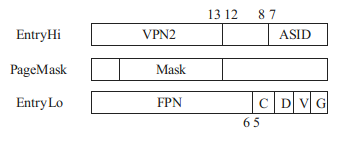 13 12 8 7
EntryHi VPN2 ASID
PageMask Mask
EntryLo FPN C D V G
6 5